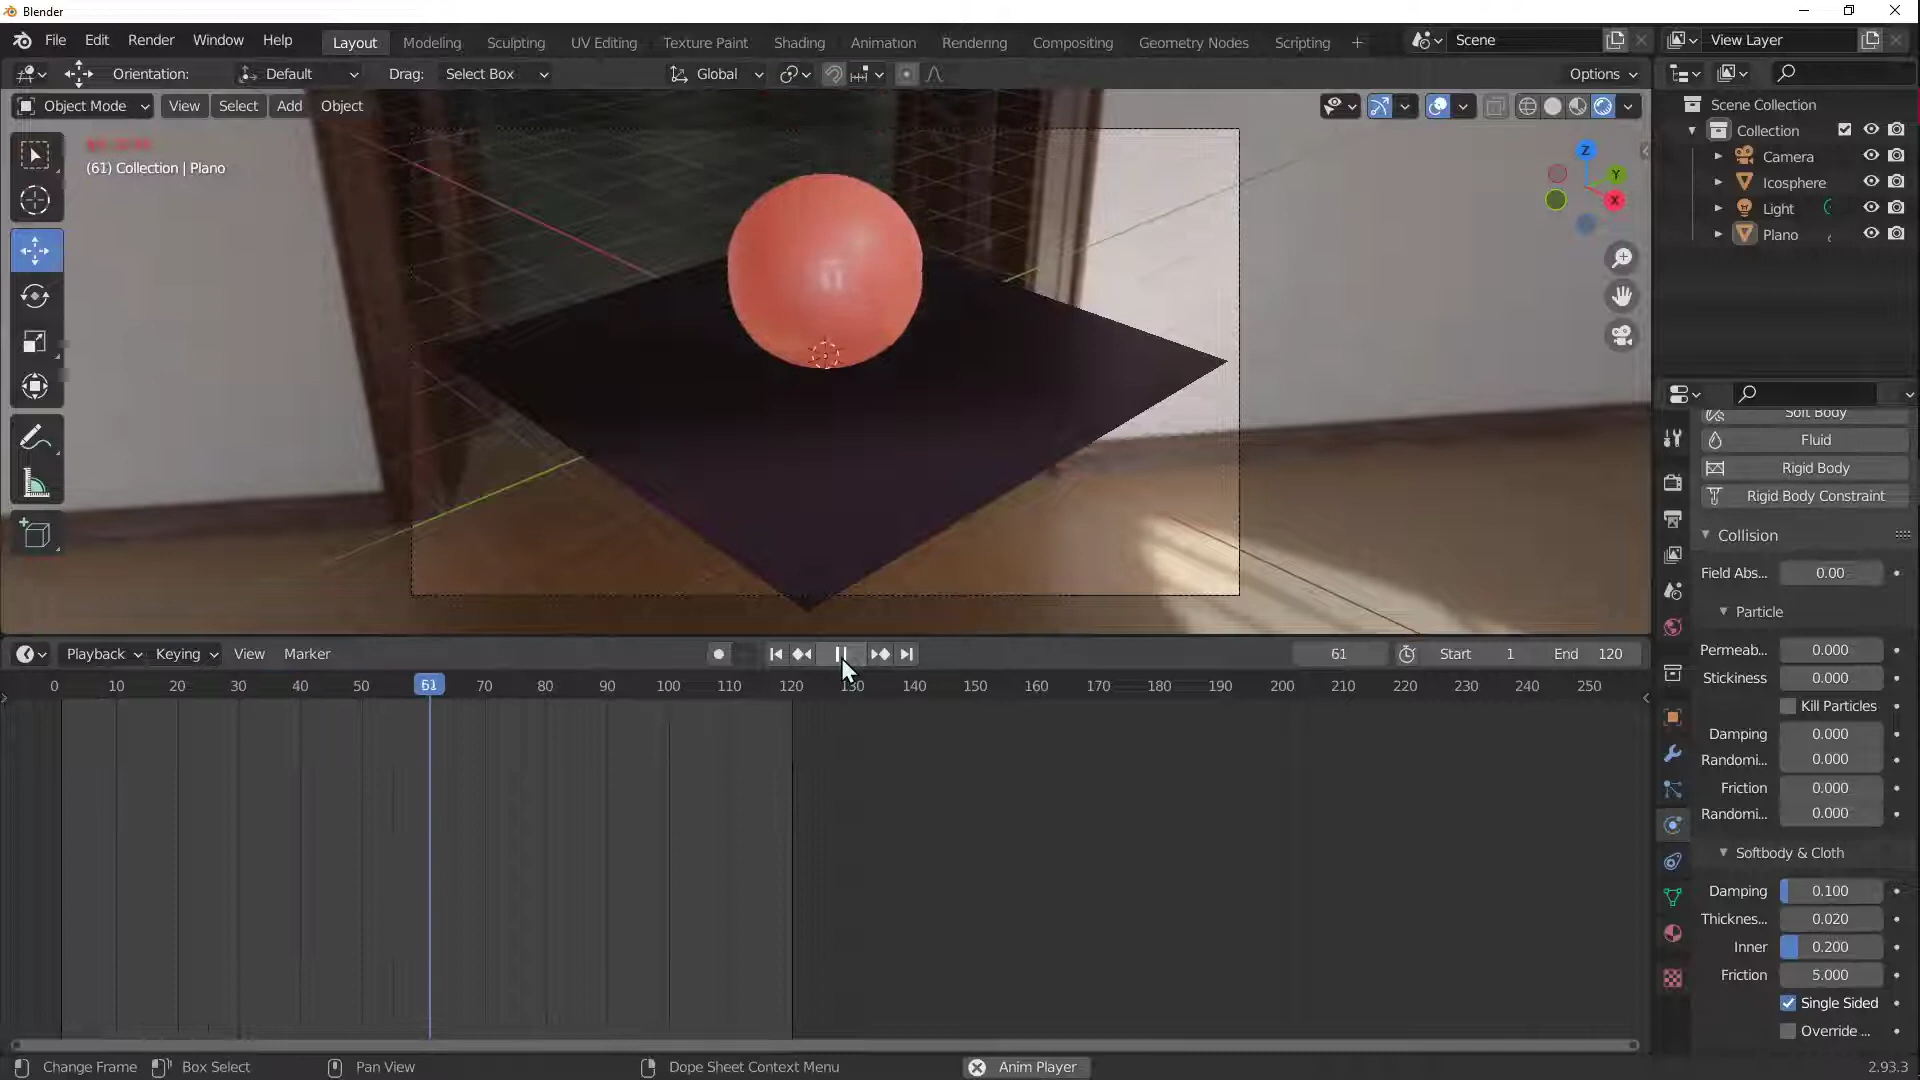 Blender
File Edit Render Window Help Layout Modeling Sculpting UV Editing Texture Paint Shading Animation Rendering Compositing Geometry Nodes Scripting + Scene View Layer
Orientation: Default Drag: Select Box Global Options
Object Mode View Select Add Object
(61) Collection | Plano
Z
Y
X
Scene Collection
Collection
Camera
Icosphere
Light
Plano
Soft Body
Fluid
Rigid Body
Rigid Body Constraint
Collision
Field Abs... 0.00
Particle
Permeab... 0.000
Stickiness 0.000
Kill Particles
Damping 0.000
Randomi... 0.000
Friction 0.000
Randomi... 0.000
Softbody & Cloth
Damping 0.100
Thicknes... 0.020
Inner 0.200
Friction 5.000
Single Sided
Override ...
Playback Keying View Marker 61 Start 1 End 120
0 10 20 30 40 50 61 70 80 90 100 110 120 130 140 150 160 170 180 190 200 210 220 230 240 250
Change Frame Box Select Pan View Dope Sheet Context Menu Anim Player 2.93.3